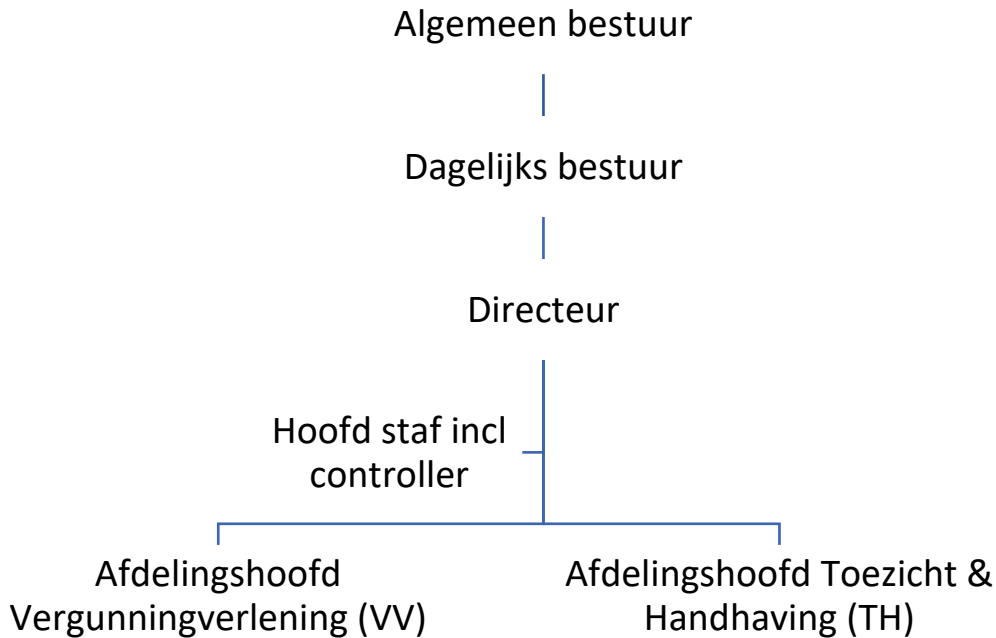 Algemeen bestuur
Dagelijks bestuur
Directeur
Hoofd staf incl
controller
Afdelingshoofd
Vergunningverlening (VV)
Afdelingshoofd Toezicht &
Handhaving (TH)